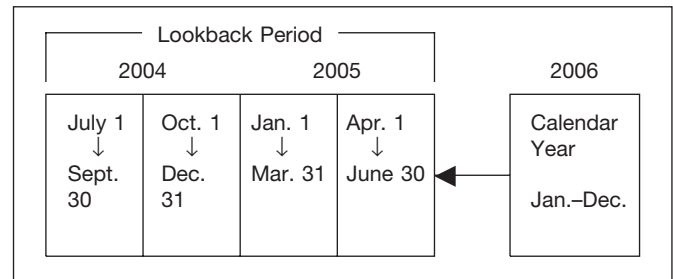 Lookback Period
2004 2005 2006
July 1
↓
Sept.
30
Oct. 1
↓
Dec.
31
Jan. 1
↓
Mar. 31
Apr. 1
↓
June 30
Calendar
Year
Jan.–Dec.